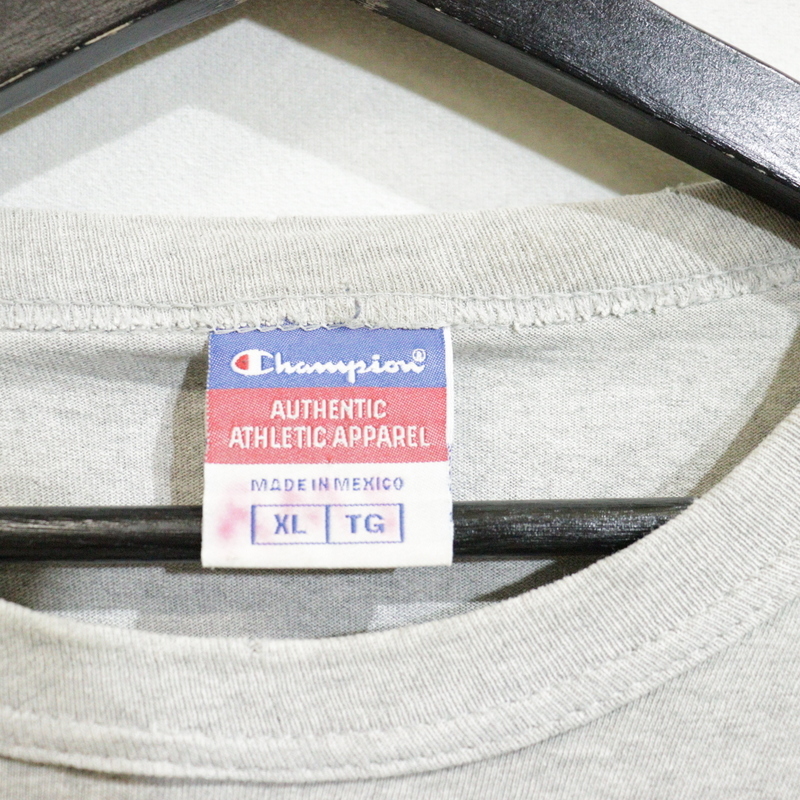 Champion®
AUTHENTIC
ATHLETIC APPAREL
MADE IN MEXICO
XL TG